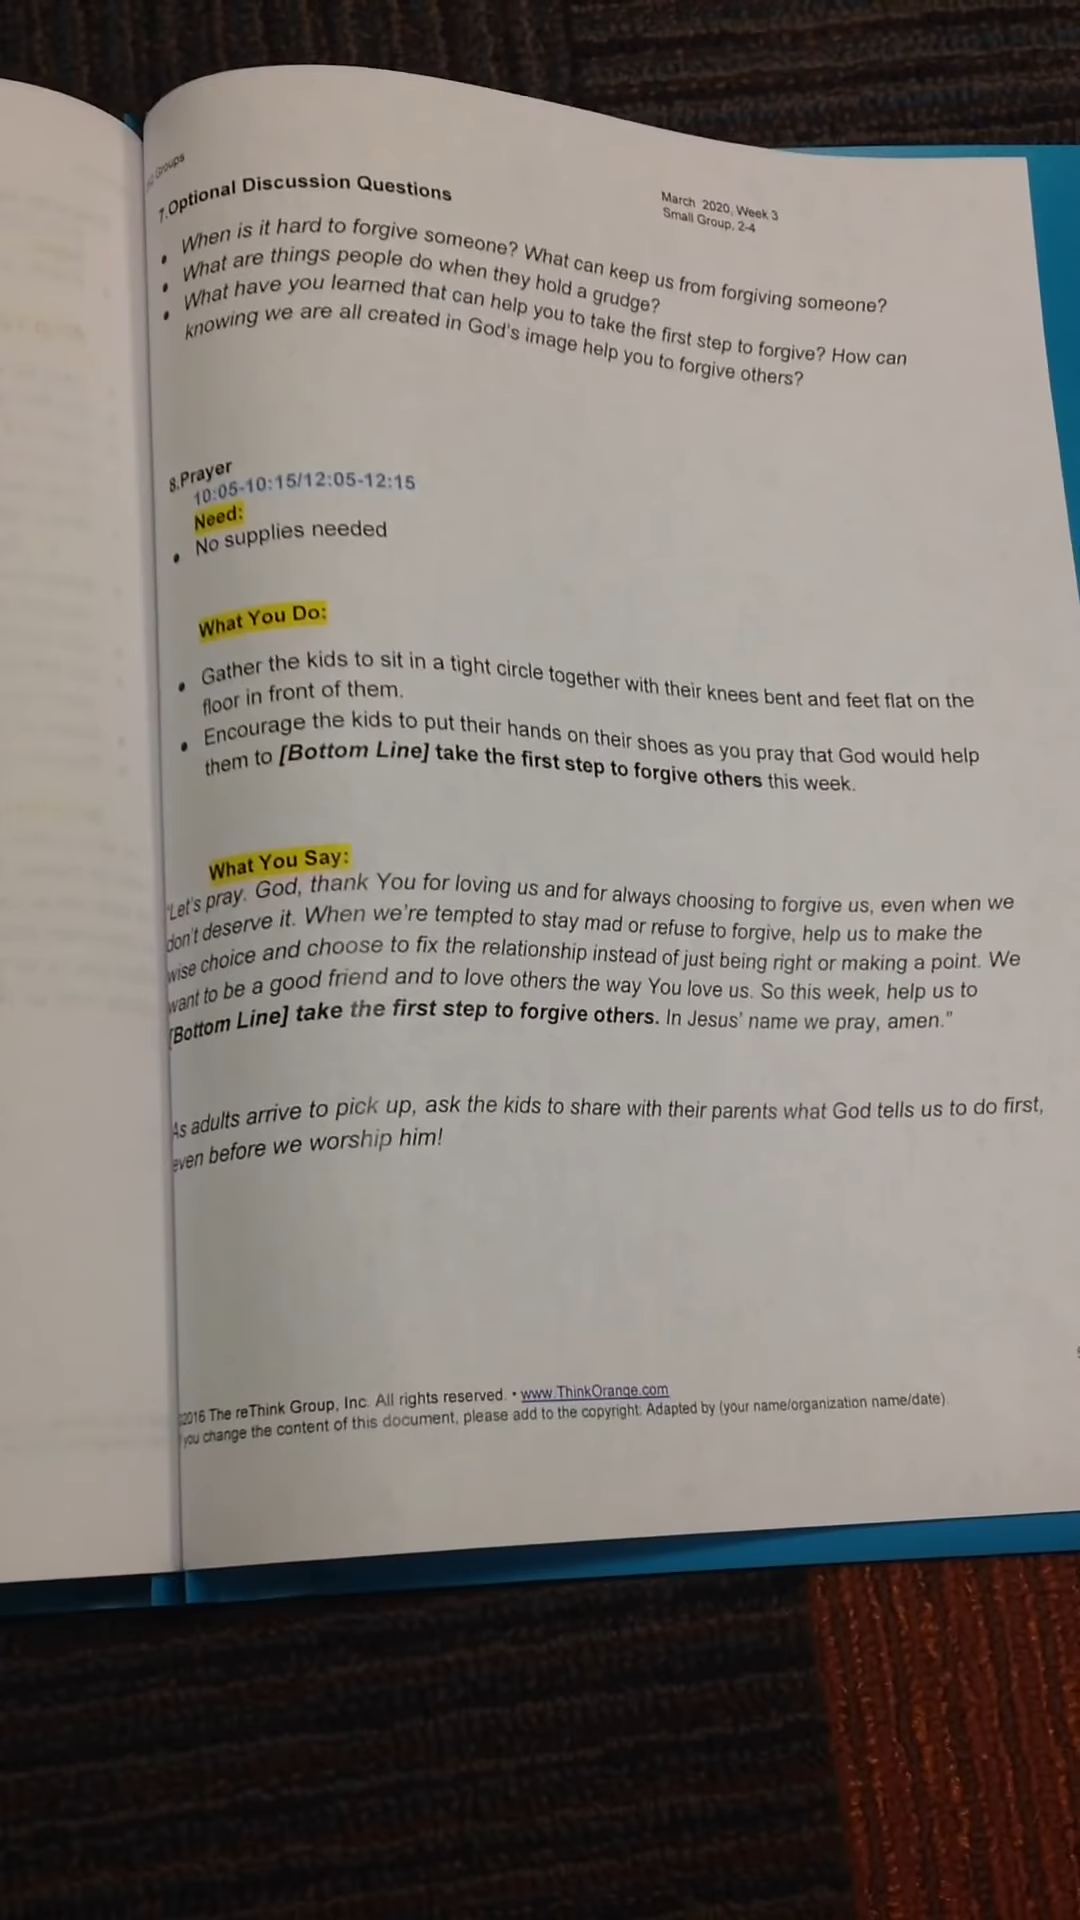 Groups
March 2020, Week 3
Small Group, 2-4
7.Optional Discussion Questions
• When is it hard to forgive someone? What can keep us from forgiving someone?
• What are things people do when they hold a grudge?
• What have you learned that can help you to take the first step to forgive? How can
knowing we are all created in God's image help you to forgive others?
8.Prayer
10:05-10:15/12:05-12:15
Need:
• No supplies needed
What You Do:
• Gather the kids to sit in a tight circle together with their knees bent and feet flat on the
floor in front of them.
• Encourage the kids to put their hands on their shoes as you pray that God would help
them to [Bottom Line] take the first step to forgive others this week.
What You Say:
"Let's pray. God, thank You for loving us and for always choosing to forgive us, even when we
don't deserve it. When we're tempted to stay mad or refuse to forgive, help us to make the
wise choice and choose to fix the relationship instead of just being right or making a point. We
want to be a good friend and to love others the way You love us. So this week, help us to
[Bottom Line] take the first step to forgive others. In Jesus' name we pray, amen."
As adults arrive to pick up, ask the kids to share with their parents what God tells us to do first,
even before we worship him!
©2016 The reThink Group, Inc. All rights reserved. • www.ThinkOrange.com
you change the content of this document, please add to the copyright: Adapted by (your name/organization name/date).